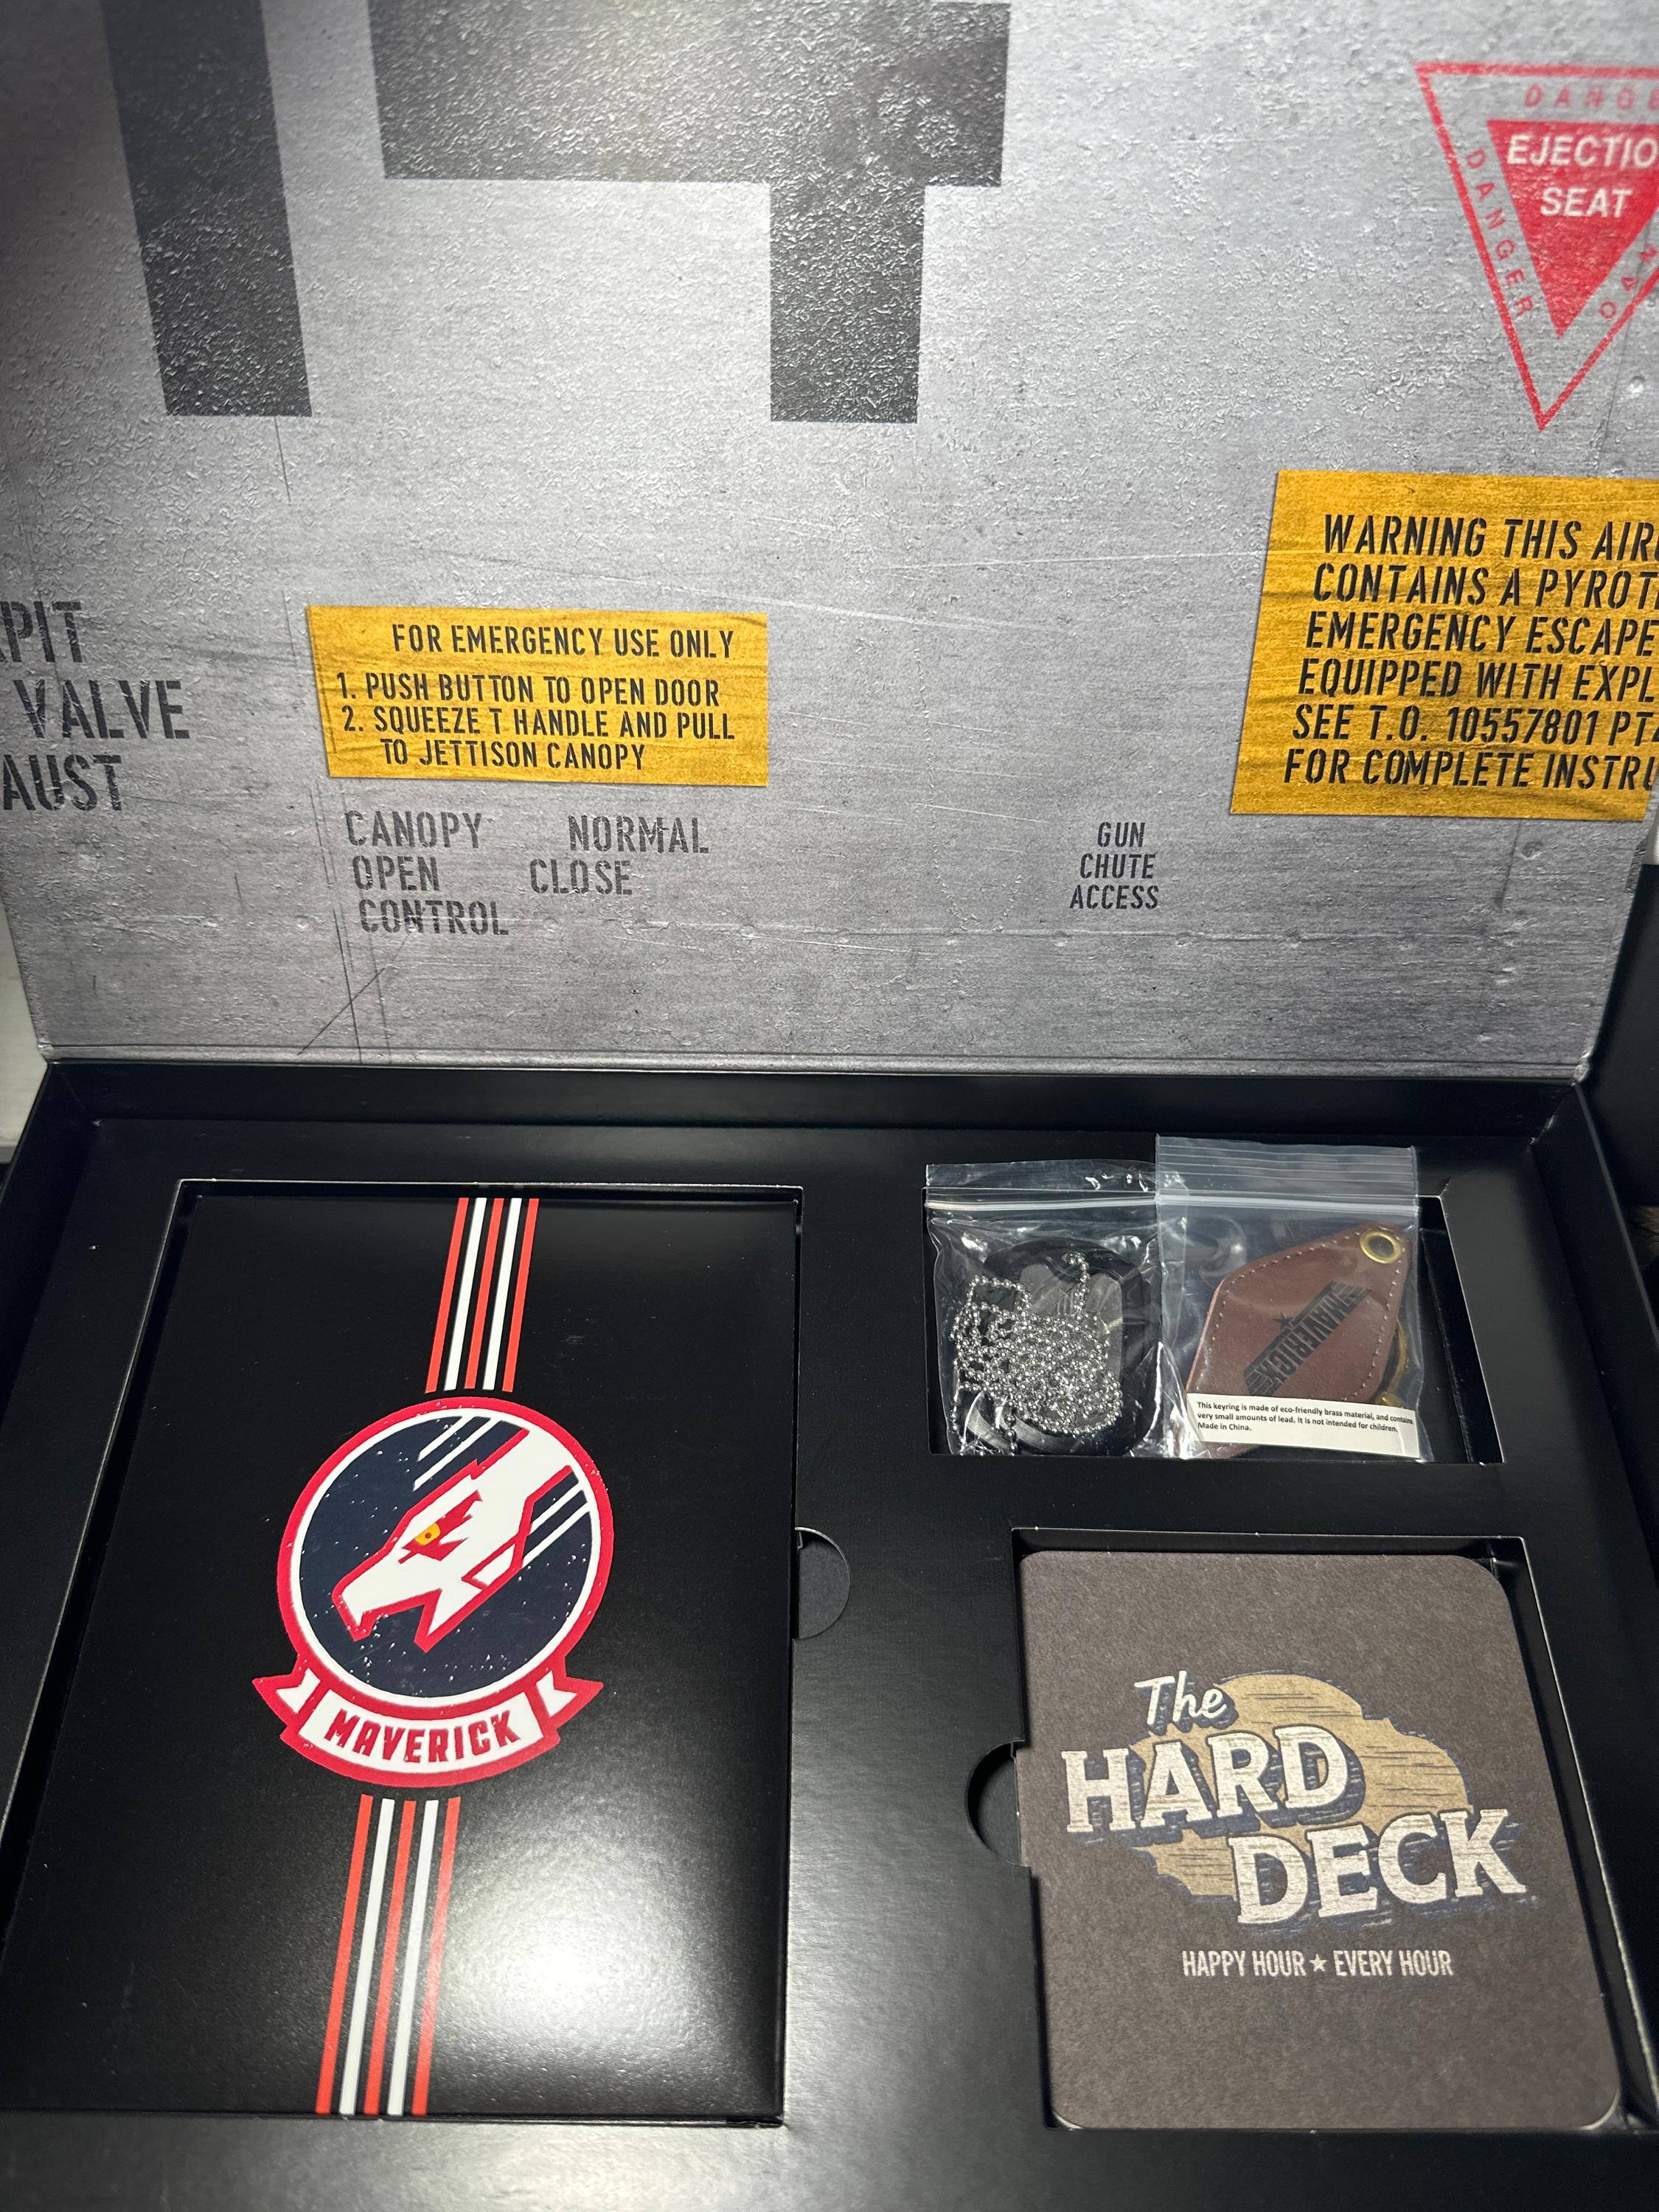 DANGE
EJECTIO
SEAT
DANGER
WARNING THIS AIR
CONTAINS A PYROT
EMERGENCY ESCAPE
EQUIPPED WITH EXPL
SEE T.O. 10557801 PT
FOR COMPLETE INSTRU
PIT
VALVE
AUST
FOR EMERGENCY USE ONLY
1. PUSH BUTTON TO OPEN DOOR
2. SQUEEZE T HANDLE AND PULL
TO JETTISON CANOPY
CANOPY NORMAL
OPEN CLOSE
CONTROL
GUN
CHUTE
ACCESS
MAVERICK
This keyring is made of eco-friendly brass material, and contains
very small amounts of lead. It is not intended for children.
Made in China.
MAVERICK
The
HARD
DECK
HAPPY HOUR ★ EVERY HOUR